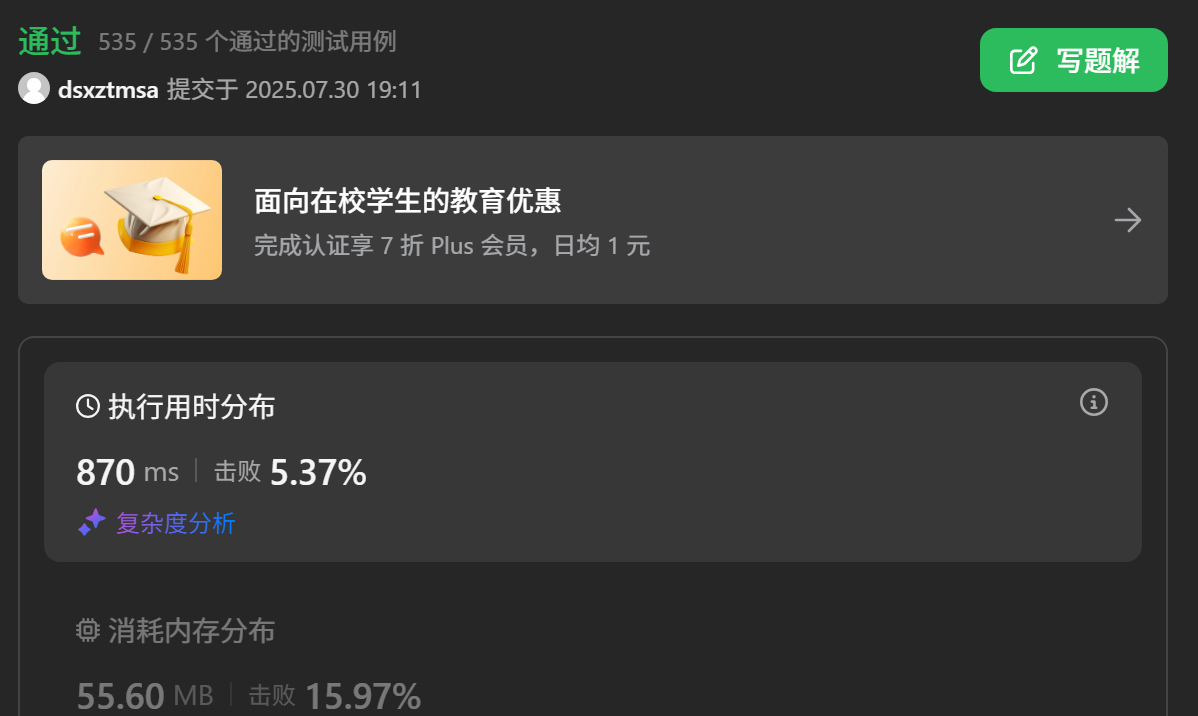 通过 535 / 535 个通过的测试用例
写题解
dsxztmsa 提交于 2025.07.30 19:11
面向在校学生的教育优惠
完成认证享 7 折 Plus 会员，日均 1 元
执行用时分布
870 ms 击败 5.37%
复杂度分析
消耗内存分布
55.60 MB 击败 15.97%